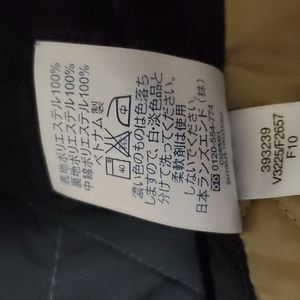 表地ポリエステル100%
裏地ポリエステル100%
中綿ポリエステル100%
ベトナム製
40
濃い色のものは色落ち
しますので、白・淡色品と
分けて洗ってください。
柔軟剤は使用
しないでください。
日本ランズエンド(株)
0120-554-774
393239
V3225/F2657
F10